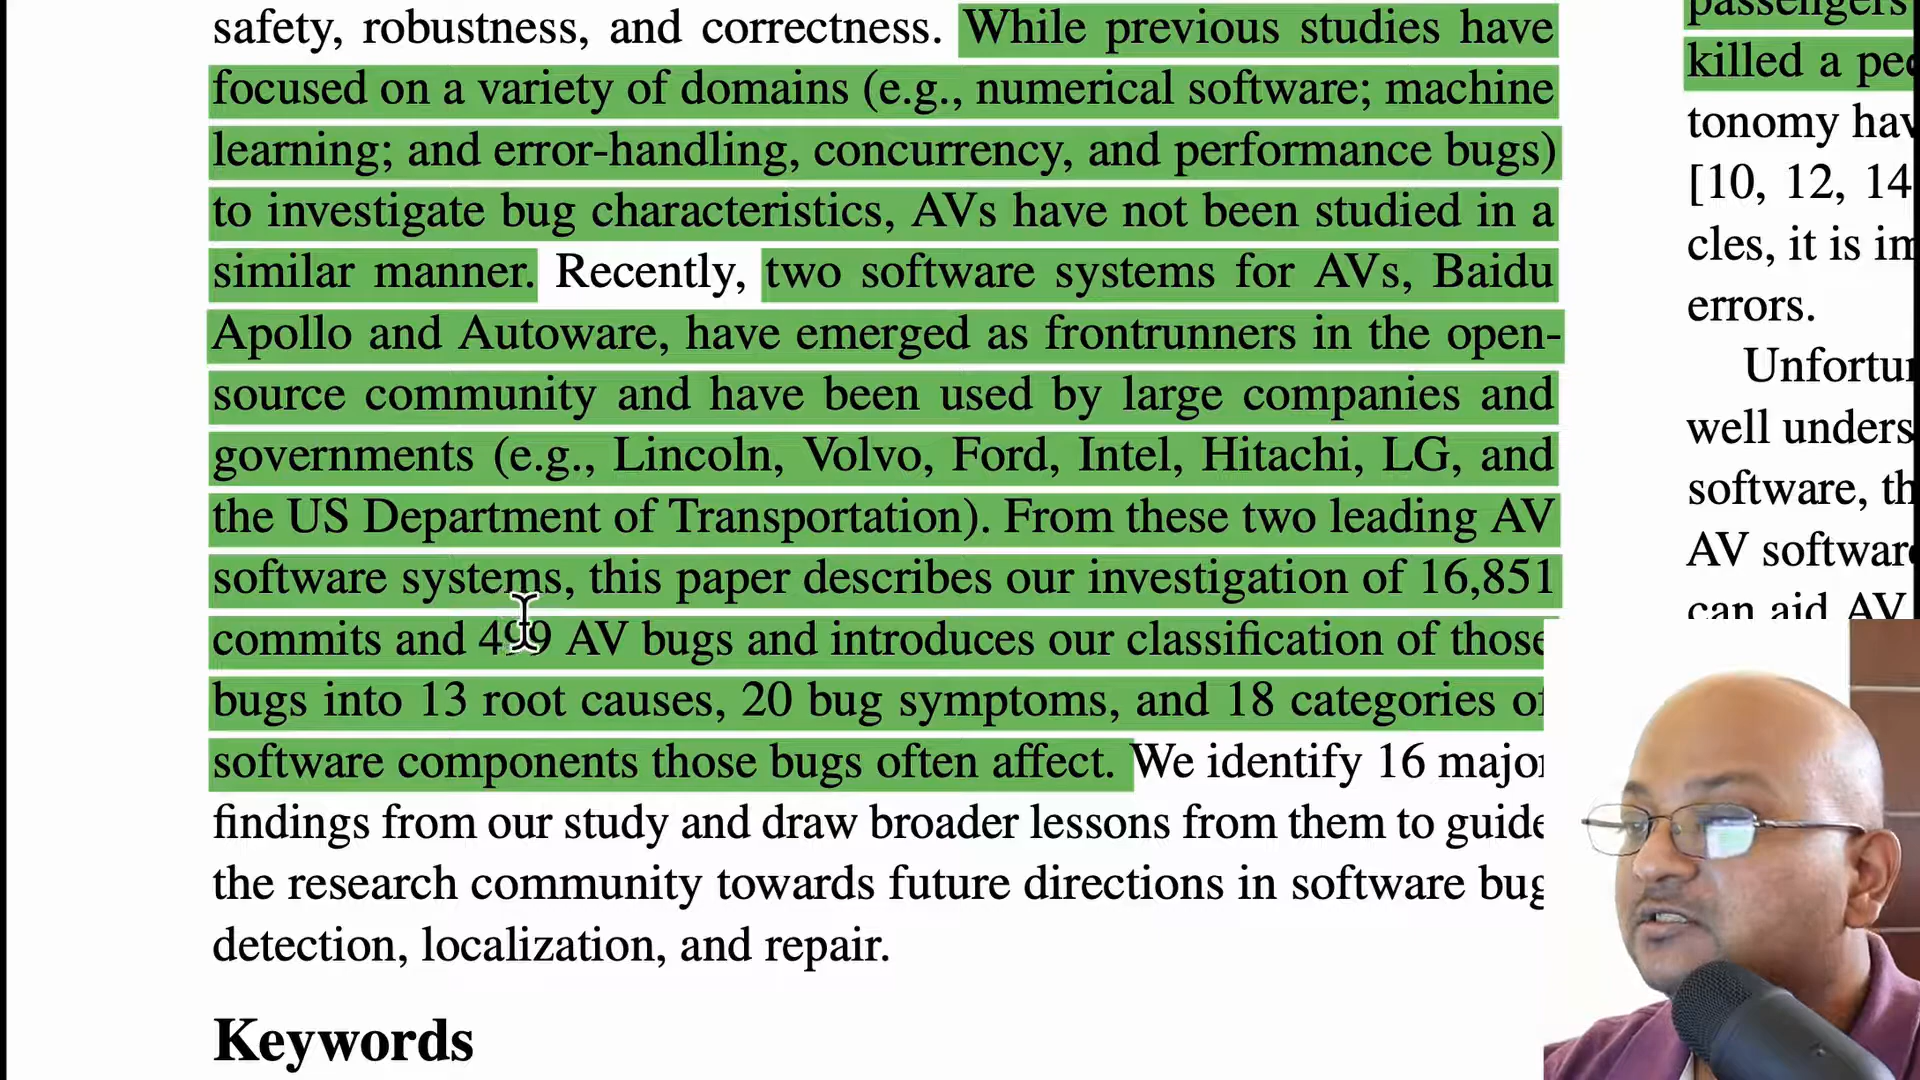 safety, robustness, and correctness. While previous studies have
focused on a variety of domains (e.g., numerical software; machine
learning; and error-handling, concurrency, and performance bugs)
to investigate bug characteristics, AVs have not been studied in a
similar manner. Recently, two software systems for AVs, Baidu
Apollo and Autoware, have emerged as frontrunners in the open-
source community and have been used by large companies and
governments (e.g., Lincoln, Volvo, Ford, Intel, Hitachi, LG, and
the US Department of Transportation). From these two leading AV
software systems, this paper describes our investigation of 16,851
commits and 499 AV bugs and introduces our classification of those
bugs into 13 root causes, 20 bug symptoms, and 18 categories of
software components those bugs often affect. We identify 16 major
findings from our study and draw broader lessons from them to guide
the research community towards future directions in software bug
detection, localization, and repair.
Keywords
passengers
killed a
tonomy
[10, 12, 14
cles, it is
errors.
well
software,
AV
can aid AV